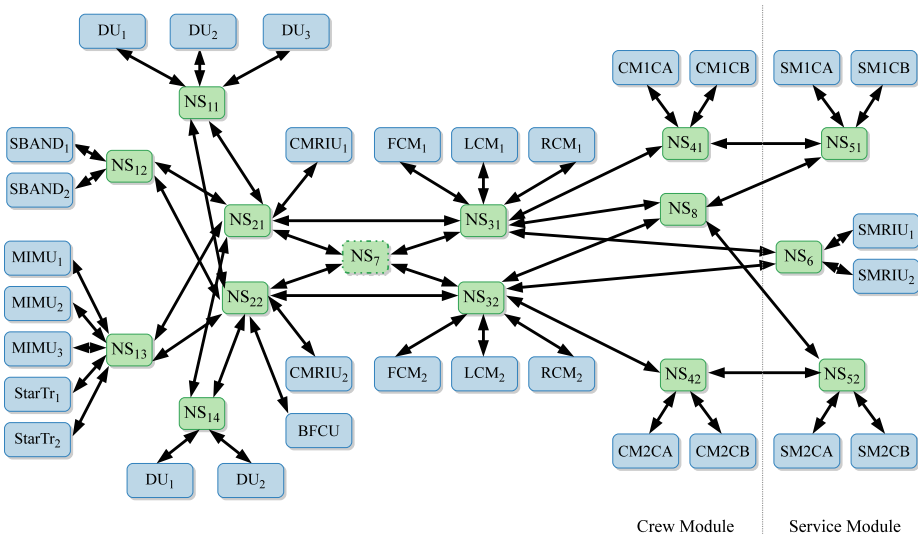 DU1
DU2
DU3
NS11
SBAND1
SBAND2
NS12
CMRIU1
FCM1
LCM1
RCM1
CM1CA
CM1CB
SM1CA
SM1CB
NS41
NS51
NS21
NS31
NS8
NS7
NS6
SMRIU1
SMRIU2
MIMU1
MIMU2
MIMU3
StarTr1
StarTr2
NS13
NS22
NS32
CMRIU2
FCM2
LCM2
RCM2
NS42
NS52
NS14
BFCU
DU1
DU2
CM2CA
CM2CB
SM2CA
SM2CB
Crew Module
Service Module